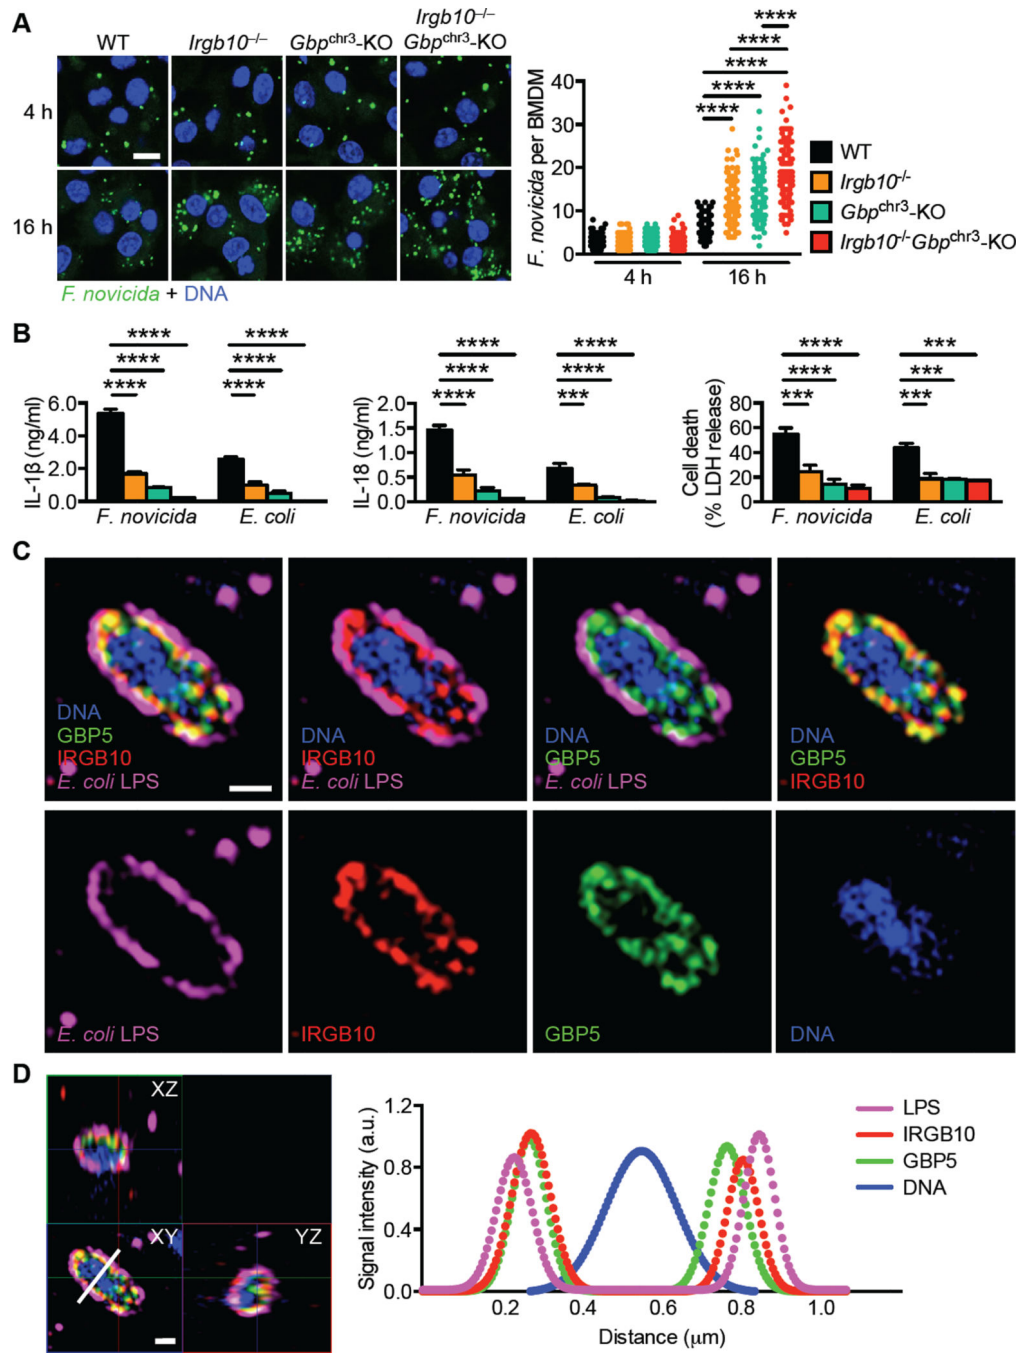 A
WT
Irgb10–/–
Gbpchr3-KO
Irgb10–/–
Gbpchr3-KO
4 h
16 h
F. novicida + DNA
****
****
****
****
****
F. novicida per BMDM
40
30
20
10
0
4 h
16 h
WT
Irgb10-/-
Gbpchr3-KO
Irgb10-/-Gbpchr3-KO
B
****
****
****
****
****
****
IL-1β (ng/ml)
6.0
4.0
2.0
0.0
F. novicida
E. coli
****
****
****
****
****
***
IL-18 (ng/ml)
2.0
1.5
1.0
0.5
0.0
F. novicida
E. coli
****
****
***
***
***
***
Cell death
(% LDH release)
80
60
40
20
0
F. novicida
E. coli
C
DNA
GBP5
IRGB10
E. coli LPS
DNA
IRGB10
E. coli LPS
DNA
GBP5
E. coli LPS
DNA
GBP5
IRGB10
E. coli LPS
IRGB10
GBP5
DNA
D
XZ
XY
YZ
Signal intensity (a.u.)
1.2
0.8
0.4
0.0
0.2
0.4
0.6
0.8
1.0
Distance (μm)
LPS
IRGB10
GBP5
DNA